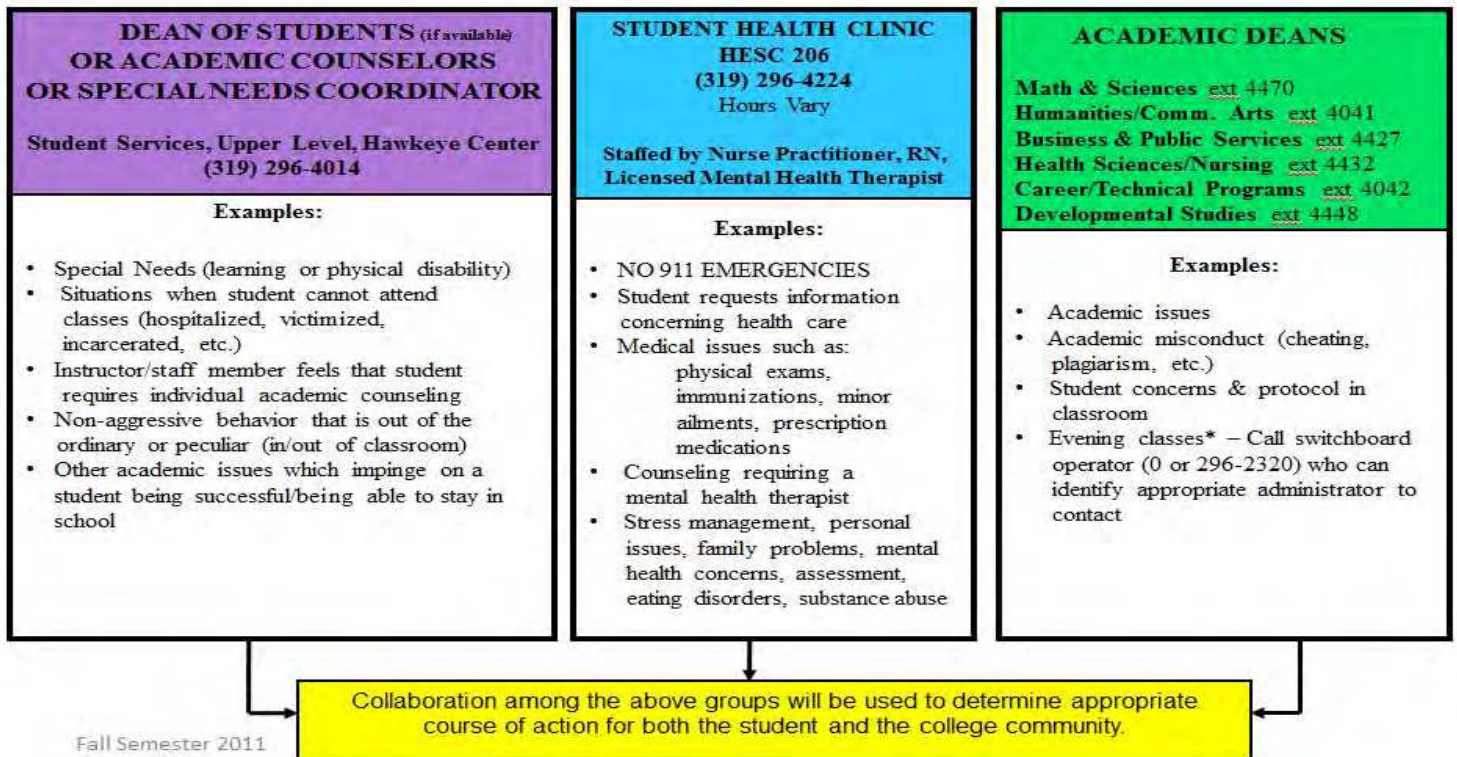 DEAN OF STUDENTS (if available)
OR ACADEMIC COUNSELORS
OR SPECIAL NEEDS COORDINATOR
Student Services, Upper Level, Hawkeye Center
(319) 296-4014
Examples:
• Special Needs (learning or physical disability)
• Situations when student cannot attend
classes (hospitalized, victimized,
incarcerated, etc.)
• Instructor/staff member feels that student
requires individual academic counseling
• Non-aggressive behavior that is out of the
ordinary or peculiar (in/out of classroom)
• Other academic issues which impinge on a
student being successful/being able to stay in
school
STUDENT HEALTH CLINIC
HESC 206
(319) 296-4224
Hours Vary
Staffed by Nurse Practitioner, RN,
Licensed Mental Health Therapist
Examples:
• NO 911 EMERGENCIES
• Student requests information
concerning health care
• Medical issues such as:
physical exams,
immunizations, minor
ailments, prescription
medications
• Counseling requiring a
mental health therapist
• Stress management, personal
issues, family problems, mental
health concerns, assessment,
eating disorders, substance abuse
ACADEMIC DEANS
Math & Sciences ext 4470
Humanities/Comm. Arts ext 4041
Business & Public Services ext 4427
Health Sciences/Nursing ext 4432
Career/Technical Programs ext 4042
Developmental Studies ext 4448
Examples:
• Academic issues
• Academic misconduct (cheating,
plagiarism, etc.)
• Student concerns & protocol in
classroom
• Evening classes* – Call switchboard
operator (0 or 296-2320) who can
identify appropriate administrator to
contact
Collaboration among the above groups will be used to determine appropriate
course of action for both the student and the college community.
Fall Semester 2011